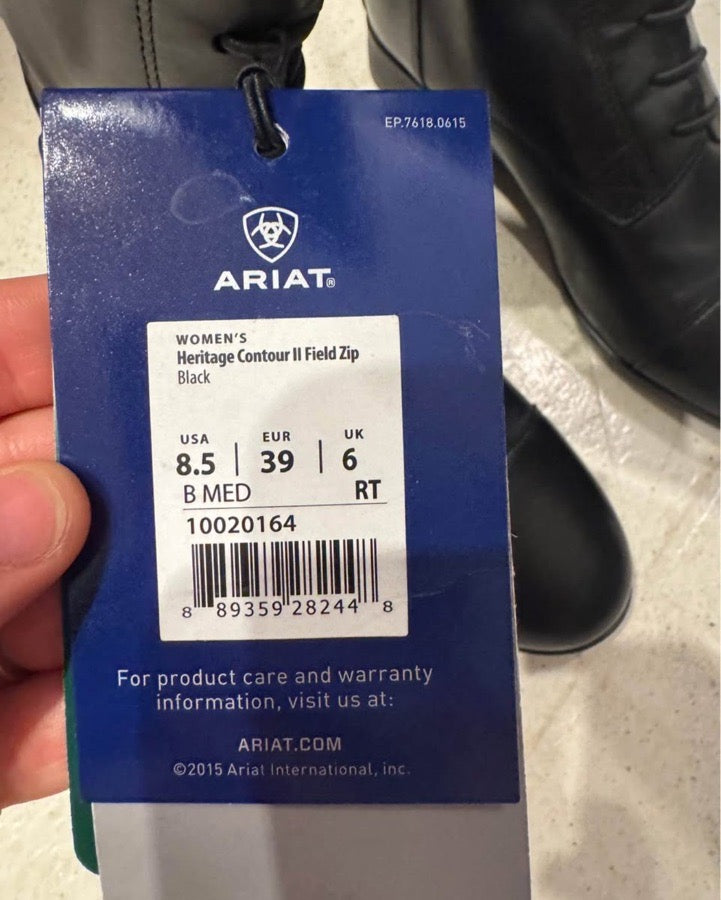 EP.7618.0615
ARIAT®
WOMEN'S
Heritage Contour II Field Zip
Black
USA | EUR | UK
8.5 | 39 | 6
B MED RT
10020164
8 89359 28244 8
For product care and warranty
information, visit us at:
ARIAT.COM
©2015 Ariat International, inc.